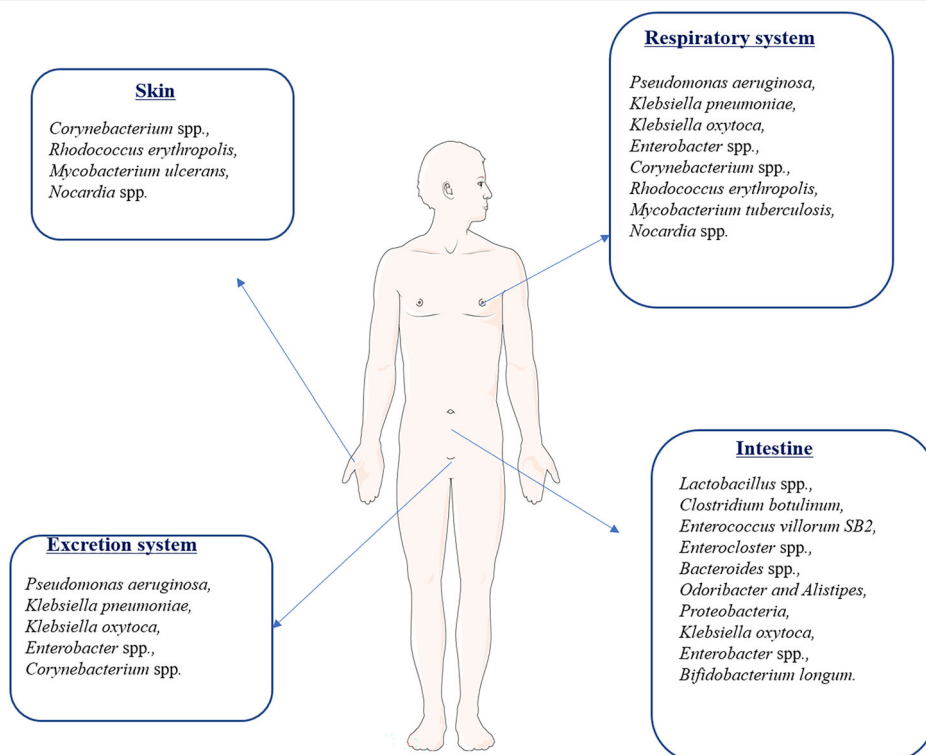 Skin
Corynebacterium spp.,
Rhodococcus erythropolis,
Mycobacterium ulcerans,
Nocardia spp.
Respiratory system
Pseudomonas aeruginosa,
Klebsiella pneumoniae,
Klebsiella oxytoca,
Enterobacter spp.,
Corynebacterium spp.,
Rhodococcus erythropolis,
Mycobacterium tuberculosis,
Nocardia spp.
Excretion system
Pseudomonas aeruginosa,
Klebsiella pneumoniae,
Klebsiella oxytoca,
Enterobacter spp.,
Corynebacterium spp.
Intestine
Lactobacillus spp.,
Clostridium botulinum,
Enterococcus villorum SB2,
Enterocloster spp.,
Bacteroides spp.,
Odoribacter and Alistipes,
Proteobacteria,
Klebsiella oxytoca,
Enterobacter spp.,
Bifidobacterium longum.